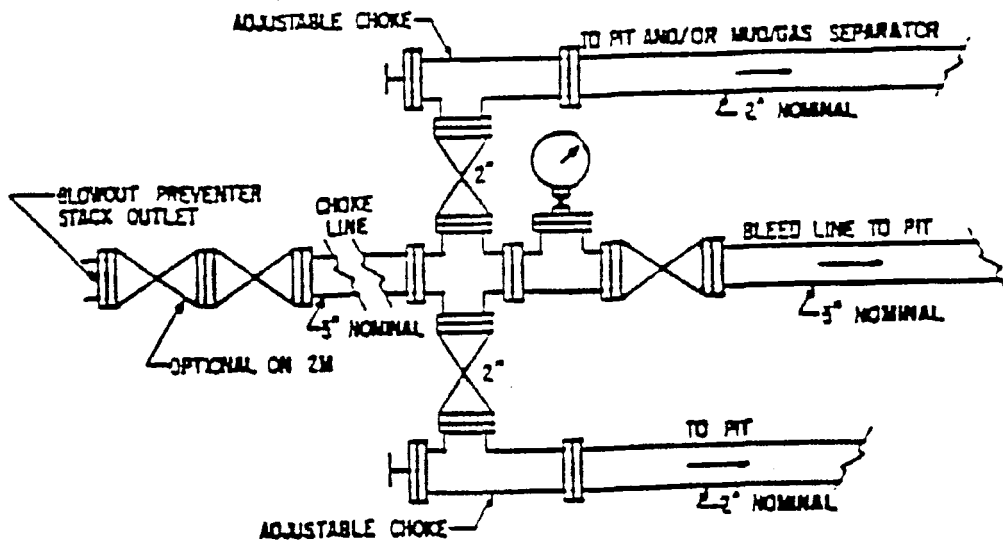 ADJUSTABLE CHOKE
TO PIT AND/OR MUD/GAS SEPARATOR
2" NOMINAL
2"
BLOWOUT PREVENTER
STACK OUTLET
CHOKE
LINE
BLEED LINE TO PIT
3" NOMINAL
3" NOMINAL
OPTIONAL ON 2M
2"
TO PIT
2" NOMINAL
ADJUSTABLE CHOKE